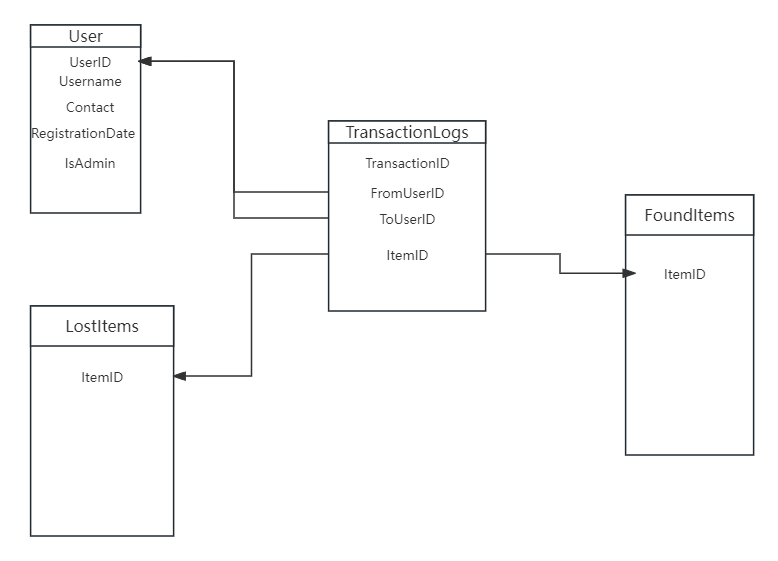 User
UserID
Username
Contact
RegistrationDate
IsAdmin
TransactionLogs
TransactionID
FromUserID
ToUserID
ItemID
FoundItems
ItemID
LostItems
ItemID